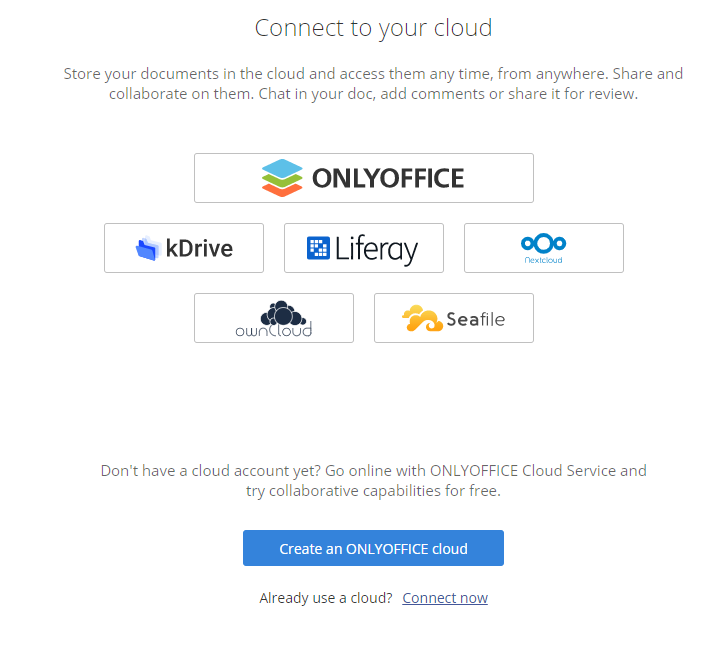 Connect to your cloud
Store your documents in the cloud and access them any time, from anywhere. Share and
collaborate on them. Chat in your doc, add comments or share it for review.
ONLYOFFICE
kDrive
Liferay
Nextcloud
ownCloud
Seafile
Don't have a cloud account yet? Go online with ONLYOFFICE Cloud Service and
try collaborative capabilities for free.
Create an ONLYOFFICE cloud
Already use a cloud? Connect now